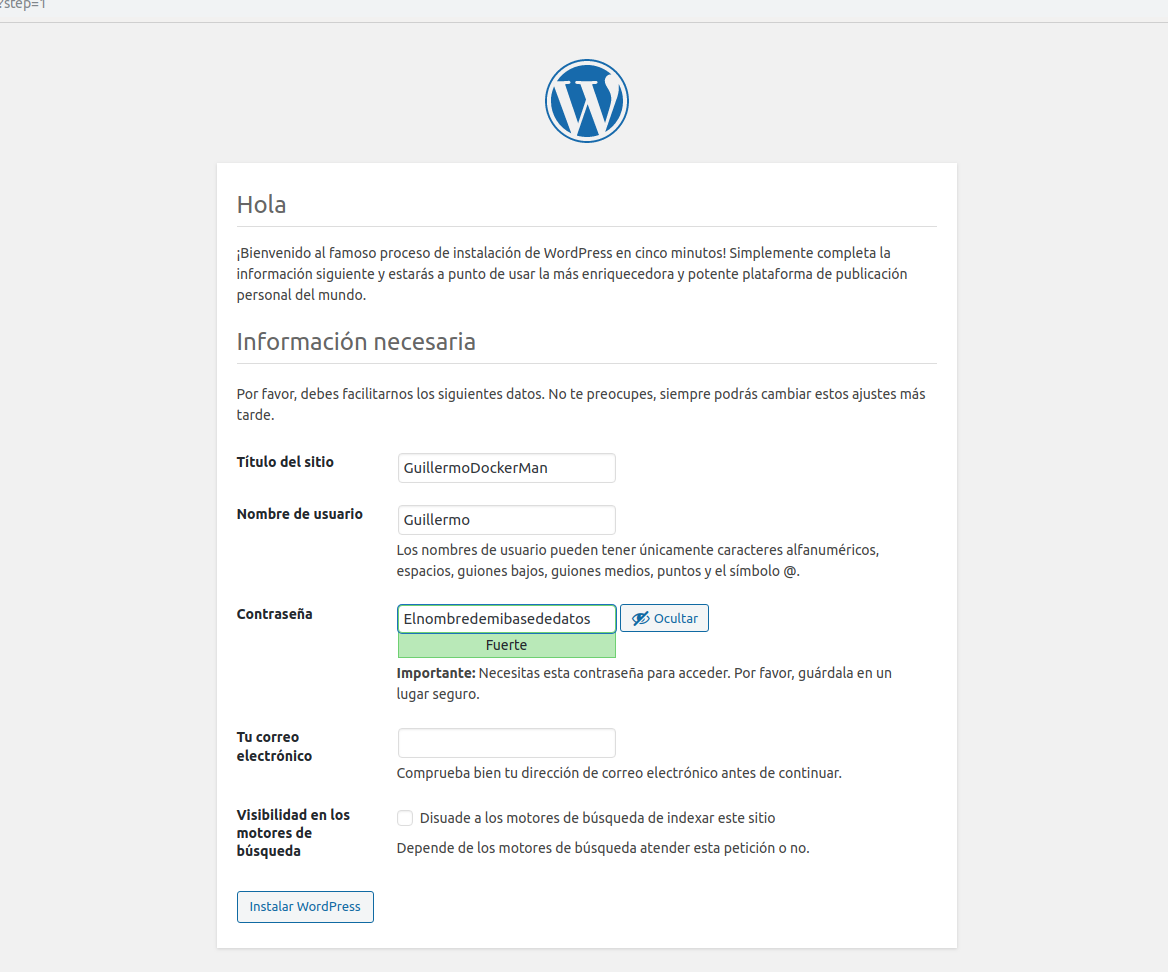 ?step=1
Hola
¡Bienvenido al famoso proceso de instalación de WordPress en cinco minutos! Simplemente completa la
información siguiente y estarás a punto de usar la más enriquecedora y potente plataforma de publicación
personal del mundo.
Información necesaria
Por favor, debes facilitarnos los siguientes datos. No te preocupes, siempre podrás cambiar estos ajustes más
tarde.
Título del sitio
GuillermoDockerMan
Nombre de usuario
Guillermo
Los nombres de usuario pueden tener únicamente caracteres alfanuméricos,
espacios, guiones bajos, guiones medios, puntos y el símbolo @.
Contraseña
Elnombredemibasededatos
Ocultar
Fuerte
Importante: Necesitas esta contraseña para acceder. Por favor, guárdala en un
lugar seguro.
Tu correo
electrónico
Comprueba bien tu dirección de correo electrónico antes de continuar.
Visibilidad en los
motores de
búsqueda
Disuade a los motores de búsqueda de indexar este sitio
Depende de los motores de búsqueda atender esta petición o no.
Instalar WordPress